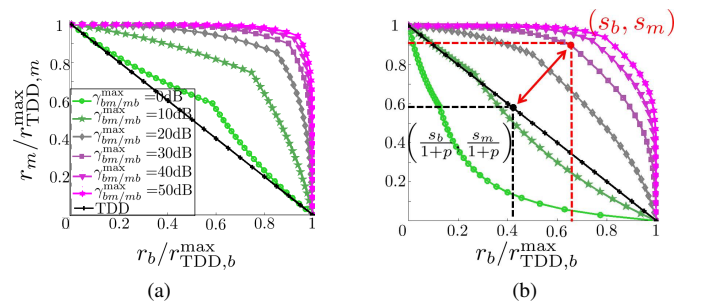 r_m/r^max_TDD,m
1
0.8
0.6
0.4
0.2
γ^max_bm/mb =0dB
γ^max_bm/mb =10dB
γ^max_bm/mb =20dB
γ^max_bm/mb =30dB
γ^max_bm/mb =40dB
γ^max_bm/mb =50dB
TDD
0.2 0.4 0.6 0.8 1
r_b/r^max_TDD,b
(a)
(s_b, s_m)
1
0.8
0.6
0.4
0.2
(s_b/1+p, s_m/1+p)
0.2 0.4 0.6 0.8 1
r_b/r^max_TDD,b
(b)